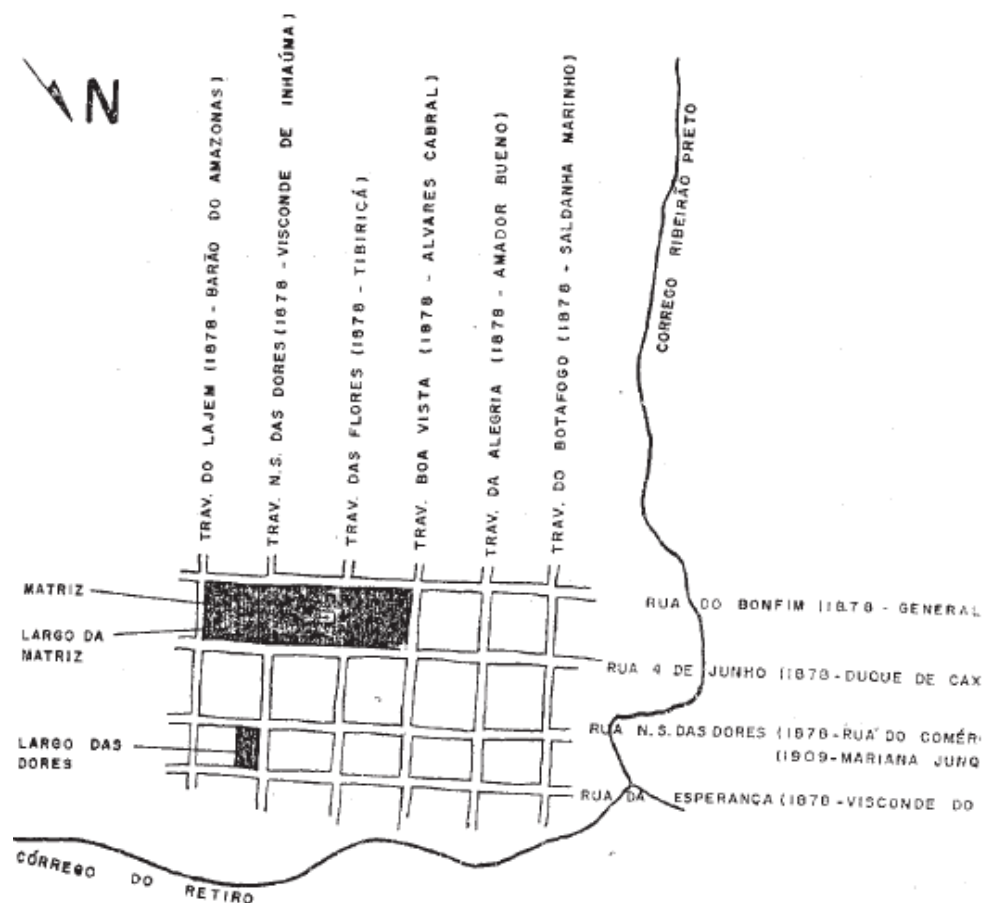 N
TRAV. DO LAJEM (1878 - BARÃO DO AMAZONAS)
TRAV. N.S. DAS DORES (1878 - VISCONDE DE INHAÚMA)
TRAV. DAS FLORES (1878 - TIBIRIÇÁ)
TRAV. BOA VISTA (1878 - ALVARES CABRAL)
TRAV. DA ALEGRIA (1878 - AMADOR BUENO)
TRAV. DO BOTAFOGO (1878 - SALDANHA MARINHO)
CORREGO RIBEIRÃO PRETO
MATRIZ
LARGO DA
MATRIZ
LARGO DAS
DORES
RUA DO BONFIM (1878 - GENERAL
RUA 4 DE JUNHO (1878 - DUQUE DE CAX
RUA N.S. DAS DORES (1878 - RUA DO COMÉR
(1909 - MARIANA JUNQ
RUA DA ESPERANÇA (1878 - VISCONDE DO
CÓRREGO DO RETIRO